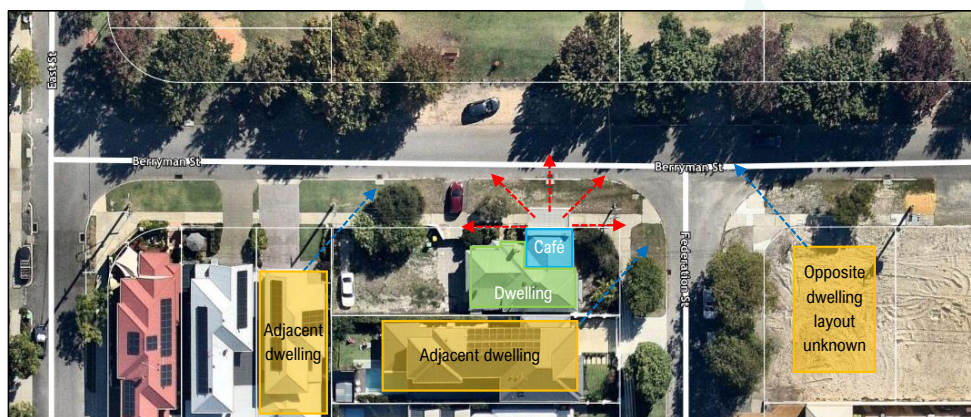 East St
Berryman St
Berryman St
Café
Federation St
Dwelling
Adjacent
dwelling
Adjacent dwelling
Opposite
dwelling
layout
unknown